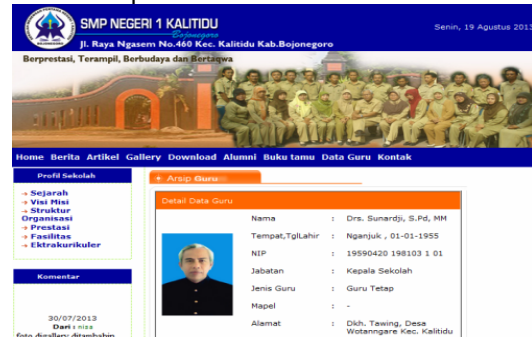 SMP NEGERI 1 KALITIDU
Bojonegoro
Jl. Raya Ngasem No.460 Kec. Kalitidu Kab.Bojonegoro
Senin, 19 Agustus 2013
Berprestasi, Terampil, Berbudaya dan Bertaqwa
Home Berita Artikel Gallery Download Alumni Buku tamu Data Guru Kontak
Profil Sekolah
Sejarah
Visi Misi
Struktur
Organisasi
Prestasi
Fasilitas
Ektrakurikuler
Komentar
30/07/2013
Dari : nisa
foto digallery ditambahin
Arsip Guru
Detail Data Guru
Nama : Drs. Sunardji, S.Pd, MM
Tempat,TglLahir : Nganjuk , 01-01-1955
NIP : 19590420 198103 1 01
Jabatan : Kepala Sekolah
Jenis Guru : Guru Tetap
Mapel : -
Alamat : Dkh. Tawing, Desa
Wotanngare Kec. Kalitidu